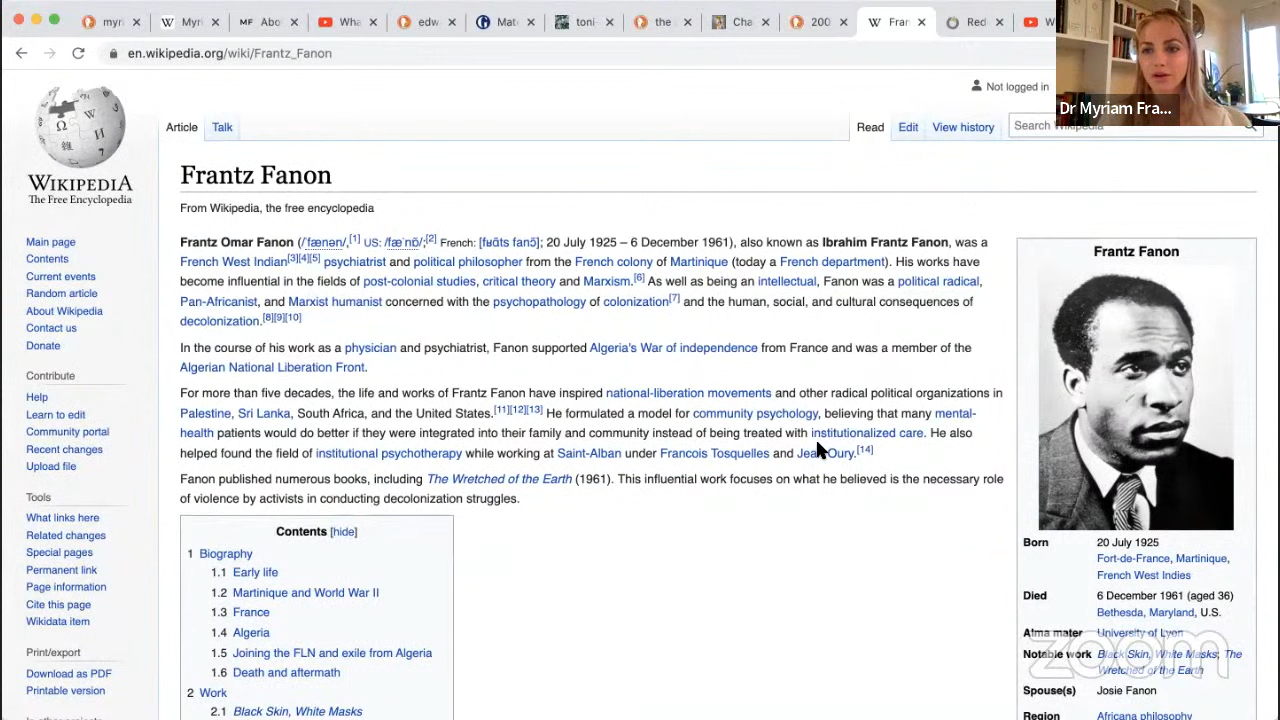 myri
Myri
MF Abo
Wha
edw
Mate
toni-
the s
Cha
200
Fran
Red
W
en.wikipedia.org/wiki/Frantz_Fanon
Dr Myriam Fra...
Not logged in
Article Talk
Read Edit View history
Search Wikipedia
WIKIPEDIA
The Free Encyclopedia
Main page
Contents
Current events
Random article
About Wikipedia
Contact us
Donate
Contribute
Help
Learn to edit
Community portal
Recent changes
Upload file
Tools
What links here
Related changes
Special pages
Permanent link
Page information
Cite this page
Wikidata item
Print/export
Download as PDF
Printable version
In other projects
Frantz Fanon
From Wikipedia, the free encyclopedia
Frantz Omar Fanon (/ˈfænən/,[1] US: /fæˈnɒ̃/;[2] French: [fʁɑ̃ts fanɔ̃]; 20 July 1925 – 6 December 1961), also known as Ibrahim Frantz Fanon, was a
French West Indian[3][4][5] psychiatrist and political philosopher from the French colony of Martinique (today a French department). His works have
become influential in the fields of post-colonial studies, critical theory and Marxism.[6] As well as being an intellectual, Fanon was a political radical,
Pan-Africanist, and Marxist humanist concerned with the psychopathology of colonization[7] and the human, social, and cultural consequences of
decolonization.[8][9][10]
In the course of his work as a physician and psychiatrist, Fanon supported Algeria's War of independence from France and was a member of the
Algerian National Liberation Front.
For more than five decades, the life and works of Frantz Fanon have inspired national-liberation movements and other radical political organizations in
Palestine, Sri Lanka, South Africa, and the United States.[11][12][13] He formulated a model for community psychology, believing that many mental-
health patients would do better if they were integrated into their family and community instead of being treated with institutionalized care. He also
helped found the field of institutional psychotherapy while working at Saint-Alban under Francois Tosquelles and Jean Oury.[14]
Fanon published numerous books, including The Wretched of the Earth (1961). This influential work focuses on what he believed is the necessary role
of violence by activists in conducting decolonization struggles.
Contents [hide]
1 Biography
1.1 Early life
1.2 Martinique and World War II
1.3 France
1.4 Algeria
1.5 Joining the FLN and exile from Algeria
1.6 Death and aftermath
2 Work
2.1 Black Skin, White Masks
Frantz Fanon
Born 20 July 1925
Fort-de-France, Martinique,
French West Indies
Died 6 December 1961 (aged 36)
Bethesda, Maryland, U.S.
Alma mater University of Lyon
Notable work Black Skin, White Masks; The
Wretched of the Earth
Spouse(s) Josie Fanon
Region Africana philosophy
zoom